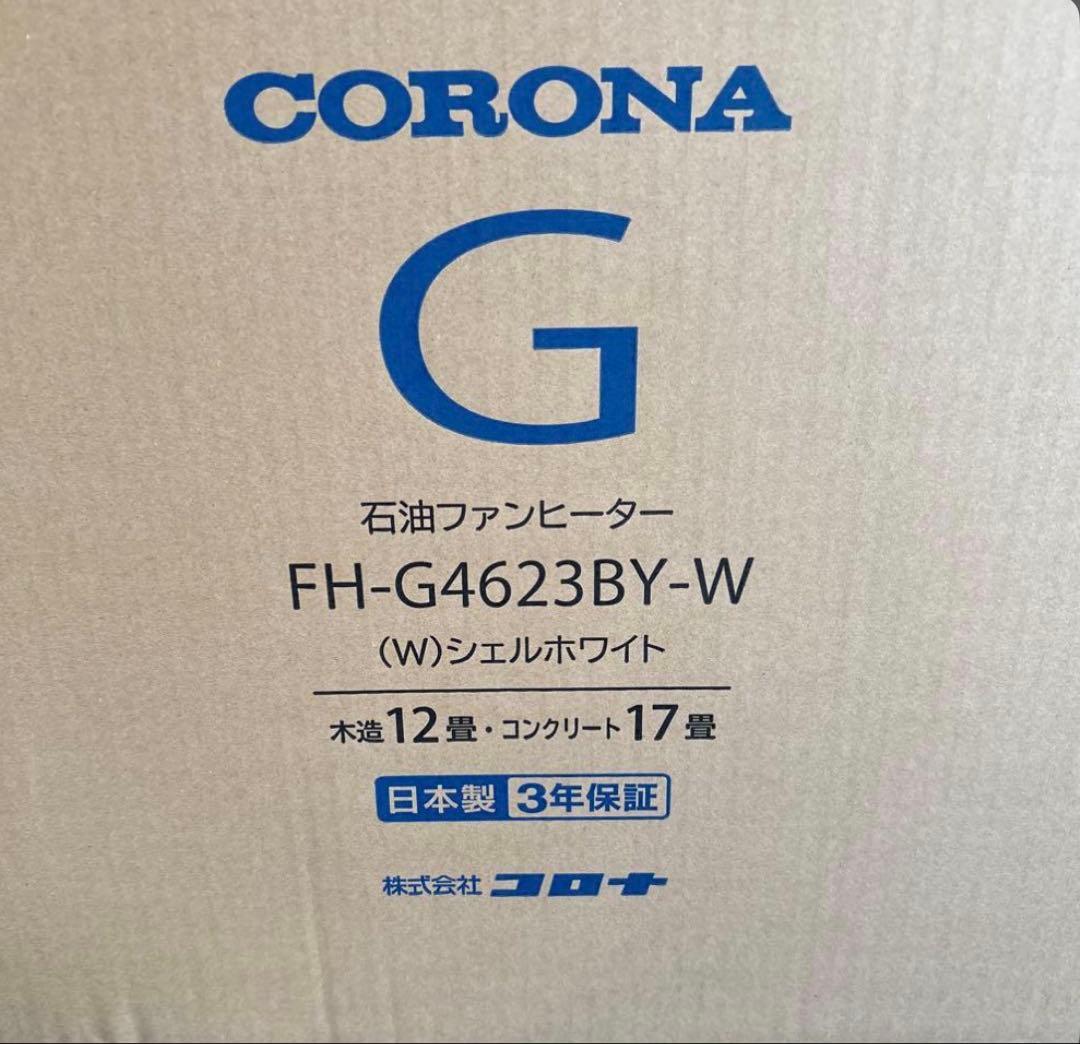 CORONA
G
石油ファンヒーター
FH-G4623BY-W
(W)シェルホワイト
木造12畳・コンクリート17畳
日本製 3年保証
株式会社コロナ